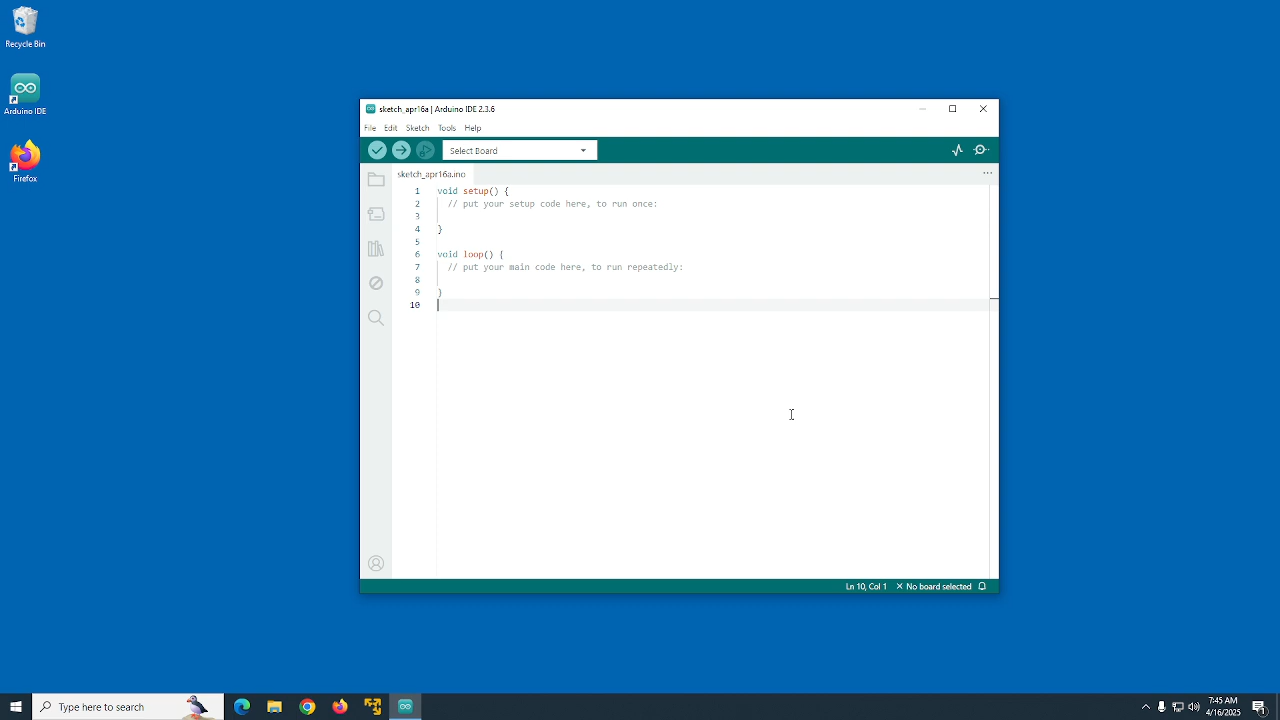 Recycle Bin
Arduino IDE
Firefox
sketch_apr16a | Arduino IDE 2.3.6
File Edit Sketch Tools Help
Select Board
sketch_apr16a.ino
1 void setup() {
2 // put your setup code here, to run once:
3
4 }
5
6 void loop() {
7 // put your main code here, to run repeatedly:
8
9 }
10
Ln 10, Col 1 × No board selected
Type here to search
7:45 AM
4/16/2025